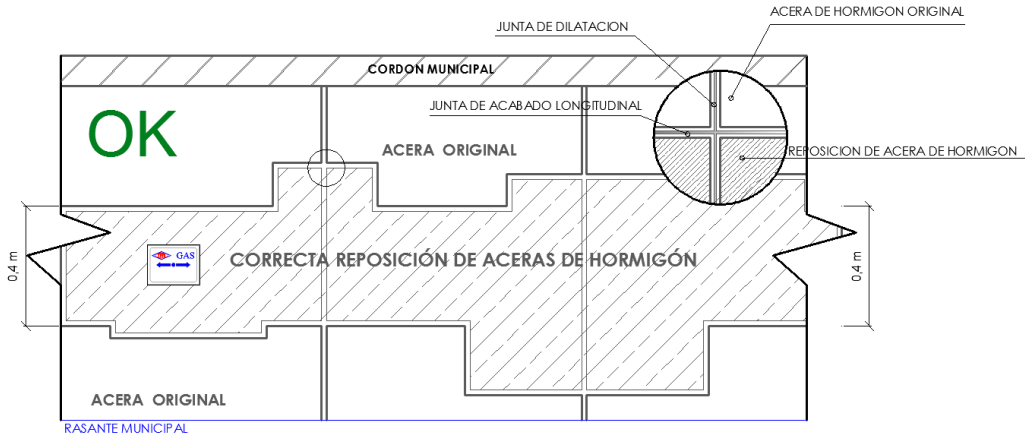 ACERA DE HORMIGON ORIGINAL
JUNTA DE DILATACION
CORDON MUNICIPAL
JUNTA DE ACABADO LONGITUDINAL
OK
ACERA ORIGINAL
REPOSICION DE ACERA DE HORMIGON
GAS
CORRECTA REPOSICIÓN DE ACERAS DE HORMIGÓN
0,4 m
0,4 m
ACERA ORIGINAL
RASANTE MUNICIPAL